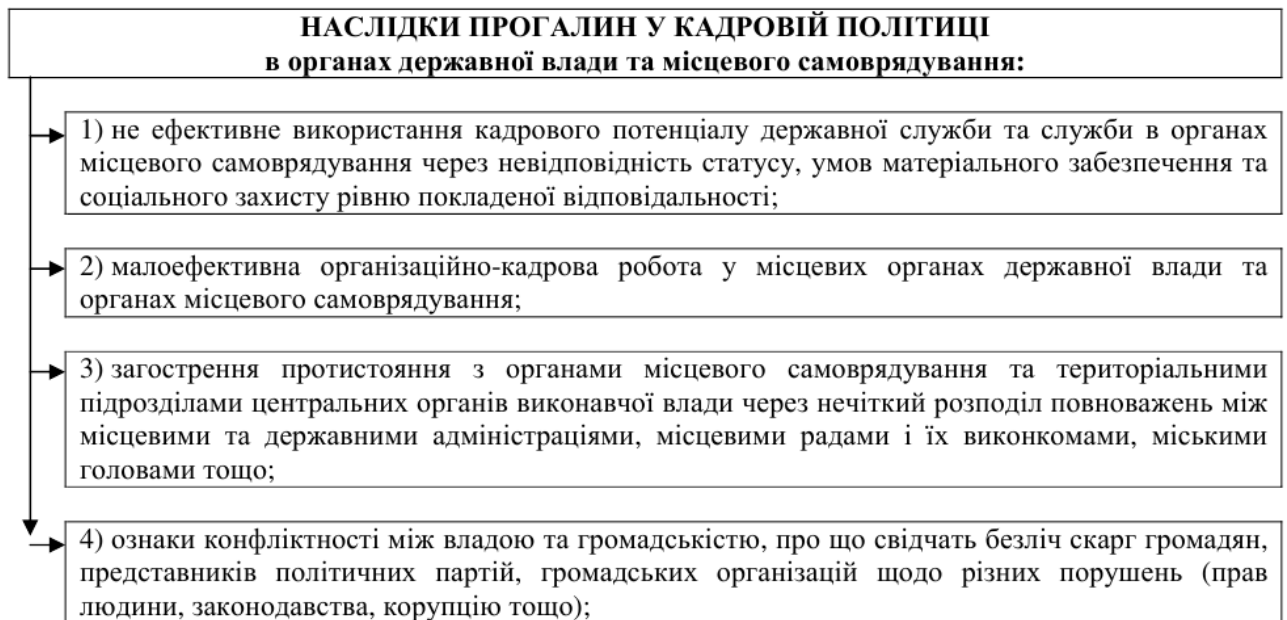 НАСЛІДКИ ПРОГАЛИН У КАДРОВІЙ ПОЛІТИЦІ
в органах державної влади та місцевого самоврядування:
1) не ефективне використання кадрового потенціалу державної служби та служби в органах
місцевого самоврядування через невідповідність статусу, умов матеріального забезпечення та
соціального захисту рівню покладеної відповідальності;
2) малоефективна організаційно-кадрова робота у місцевих органах державної влади та
органах місцевого самоврядування;
3) загострення протистояння з органами місцевого самоврядування та територіальними
підрозділами центральних органів виконавчої влади через нечіткий розподіл повноважень між
місцевими та державними адміністраціями, місцевими радами і їх виконкомами, міськими
головами тощо;
4) ознаки конфліктності між владою та громадськістю, про що свідчать безліч скарг громадян,
представників політичних партій, громадських організацій щодо різних порушень (прав
людини, законодавства, корупцію тощо);